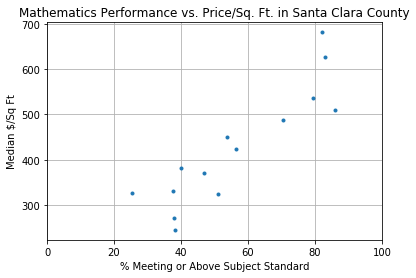 Mathematics Performance vs. Price/Sq. Ft. in Santa Clara County
Median $/Sq Ft
700
600
500
400
300
0 20 40 60 80 100
% Meeting or Above Subject Standard